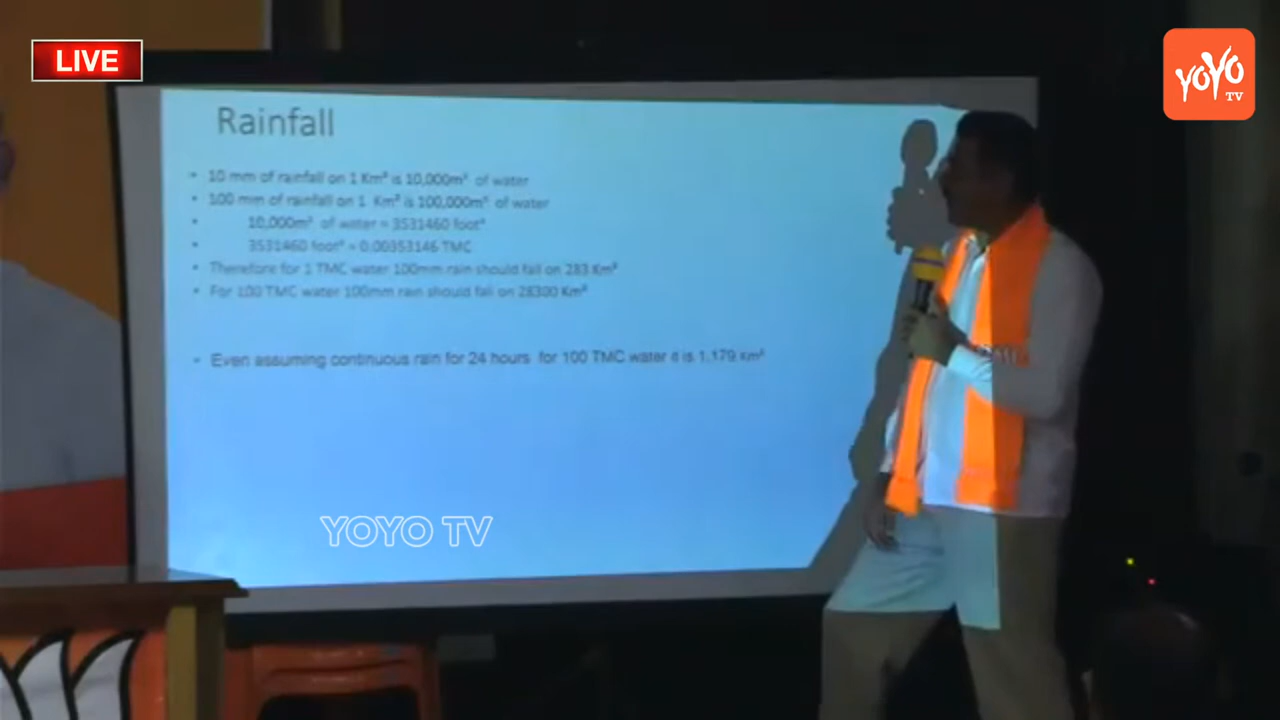 LIVE
YOYO
TV
Rainfall
• 10 mm of rainfall on 1 Km² is 10,000m³ of water
• 100 mm of rainfall on 1 Km² is 100,000m³ of water
• 10,000m³ of water = 3531460 foot³
• 3531460 foot³ = 0.00353146 TMC
• Therefore for 1 TMC water 100mm rain should fall on 283 Km²
• For 100 TMC water 100mm rain should fall on 28300 Km²
• Even assuming continuous rain for 24 hours for 100 TMC water it is 1,179 Km²
YOYO TV